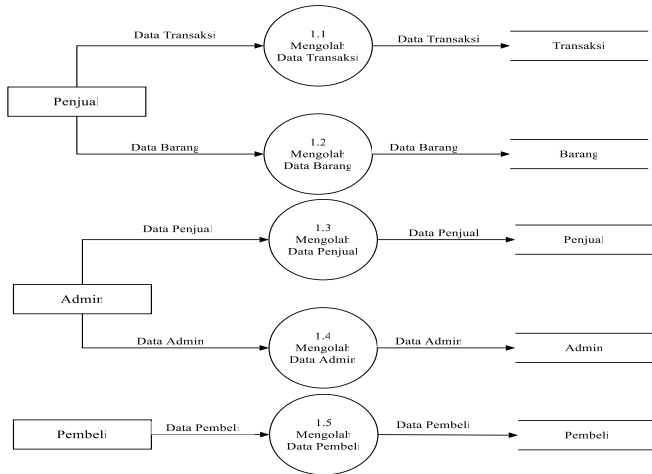 Data Transaksi
1.1
Mengolah
Data Transaksi
Data Transaksi
Transaksi
Penjual
Data Barang
1.2
Mengolah
Data Barang
Data Barang
Barang
Data Penjual
1.3
Mengolah
Data Penjual
Data Penjual
Penjual
Admin
Data Admin
1.4
Mengolah
Data Admin
Data Admin
Admin
Pembeli
Data Pembeli
1.5
Mengolah
Data Pembeli
Data Pembeli
Pembeli